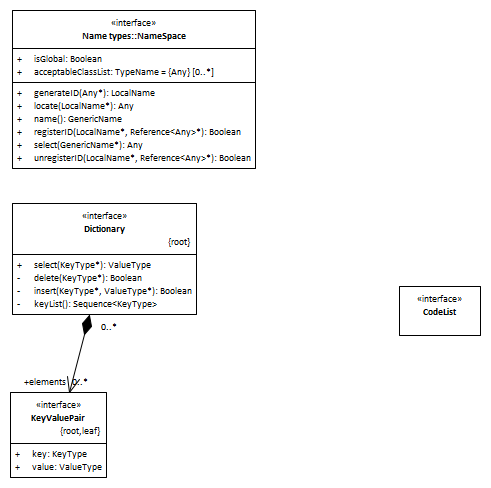 «interface»
Name types::NameSpace
+ isGlobal: Boolean
+ acceptableClassList: TypeName = {Any} [0..*]
+ generateID(Any*): LocalName
+ locate(LocalName*): Any
+ name(): GenericName
+ registerID(LocalName*, Reference<Any>*): Boolean
+ select(GenericName*): Any
+ unregisterID(LocalName*, Reference<Any>*): Boolean
«interface»
Dictionary
{root}
+ select(KeyType*): ValueType
- delete(KeyType*): Boolean
- insert(KeyType*, ValueType*): Boolean
- keyList(): Sequence<KeyType>
«interface»
CodeList
0..*
+elements 0..*
«interface»
KeyValuePair
{root,leaf}
+ key: KeyType
+ value: ValueType